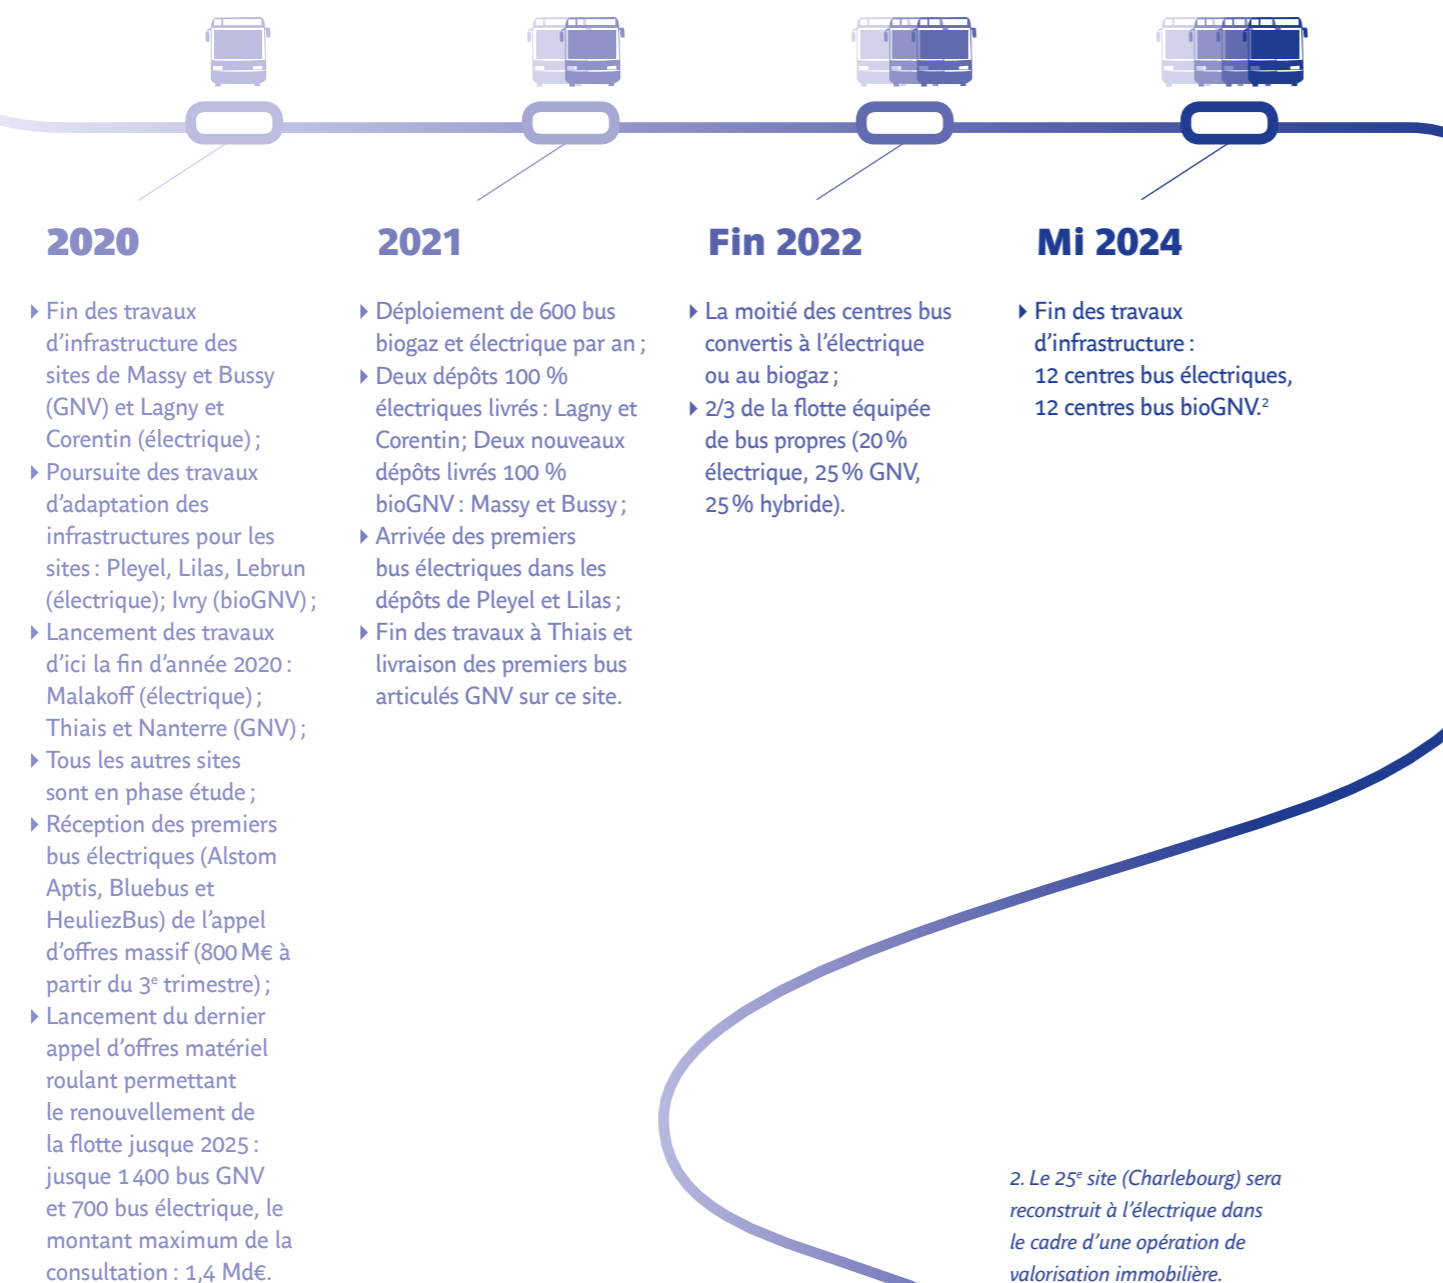 2020
Fin des travaux
d’infrastructure des
sites de Massy et Bussy
(GNV) et Lagny et
Corentin (électrique) ;
Poursuite des travaux
d’adaptation des
infrastructures pour les
sites : Pleyel, Lilas, Lebrun
(électrique); Ivry (bioGNV) ;
Lancement des travaux
d’ici la fin d’année 2020 :
Malakoff (électrique) ;
Thiais et Nanterre (GNV) ;
Tous les autres sites
sont en phase étude ;
Réception des premiers
bus électriques (Alstom
Aptis, Bluebus et
HeuliezBus) de l’appel
d’offres massif (800 M€ à
partir du 3e trimestre) ;
Lancement du dernier
appel d’offres matériel
roulant permettant
le renouvellement de
la flotte jusque 2025 :
jusque 1 400 bus GNV
et 700 bus électrique, le
montant maximum de la
consultation : 1,4 Md€.
2021
Déploiement de 600 bus
biogaz et électrique par an ;
Deux dépôts 100 %
électriques livrés : Lagny et
Corentin; Deux nouveaux
dépôts livrés 100 %
bioGNV : Massy et Bussy ;
Arrivée des premiers
bus électriques dans les
dépôts de Pleyel et Lilas ;
Fin des travaux à Thiais et
livraison des premiers bus
articulés GNV sur ce site.
Fin 2022
La moitié des centres bus
convertis à l’électrique
ou au biogaz ;
2/3 de la flotte équipée
de bus propres (20 %
électrique, 25 % GNV,
25 % hybride).
Mi 2024
Fin des travaux
d’infrastructure :
12 centres bus électriques,
12 centres bus bioGNV.2
2. Le 25e site (Charlebourg) sera
reconstruit à l’électrique dans
le cadre d’une opération de
valorisation immobilière.